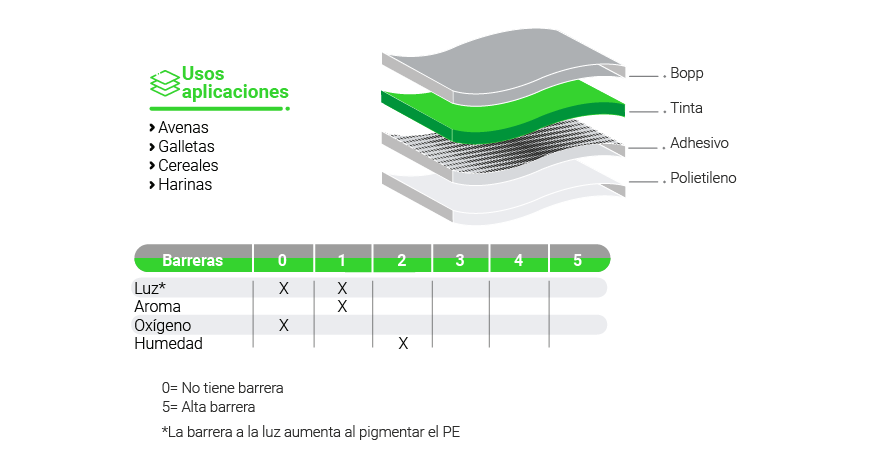 Usos
aplicaciones
Avenas
Galletas
Cereales
Harinas
Bopp
Tinta
Adhesivo
Polietileno
Barreras 0 1 2 3 4 5
Luz* X X
Aroma X
Oxígeno X
Humedad X
0= No tiene barrera
5= Alta barrera
*La barrera a la luz aumenta al pigmentar el PE